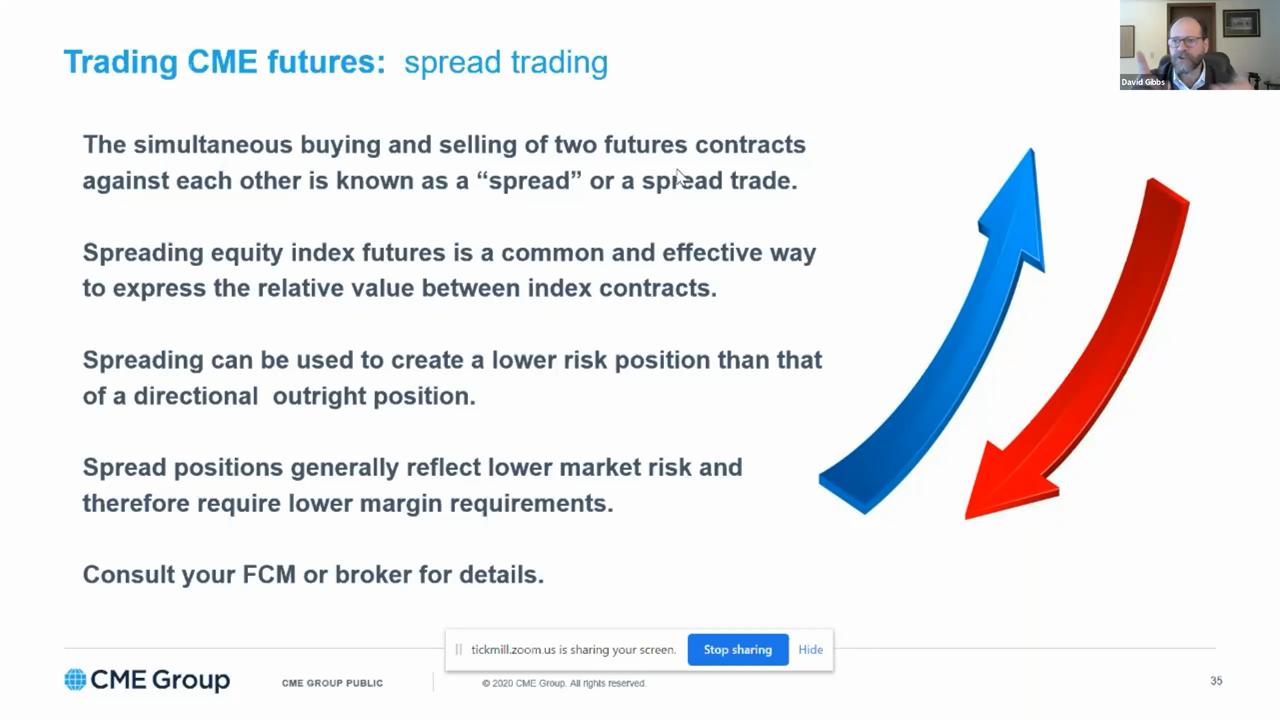 Trading CME futures: spread trading
David Gibbs
The simultaneous buying and selling of two futures contracts
against each other is known as a “spread” or a spread trade.
Spreading equity index futures is a common and effective way
to express the relative value between index contracts.
Spreading can be used to create a lower risk position than that
of a directional outright position.
Spread positions generally reflect lower market risk and
therefore require lower margin requirements.
Consult your FCM or broker for details.
tickmill.zoom.us is sharing your screen.
Stop sharing
Hide
CME Group
CME GROUP PUBLIC
© 2020 CME Group. All rights reserved.
35